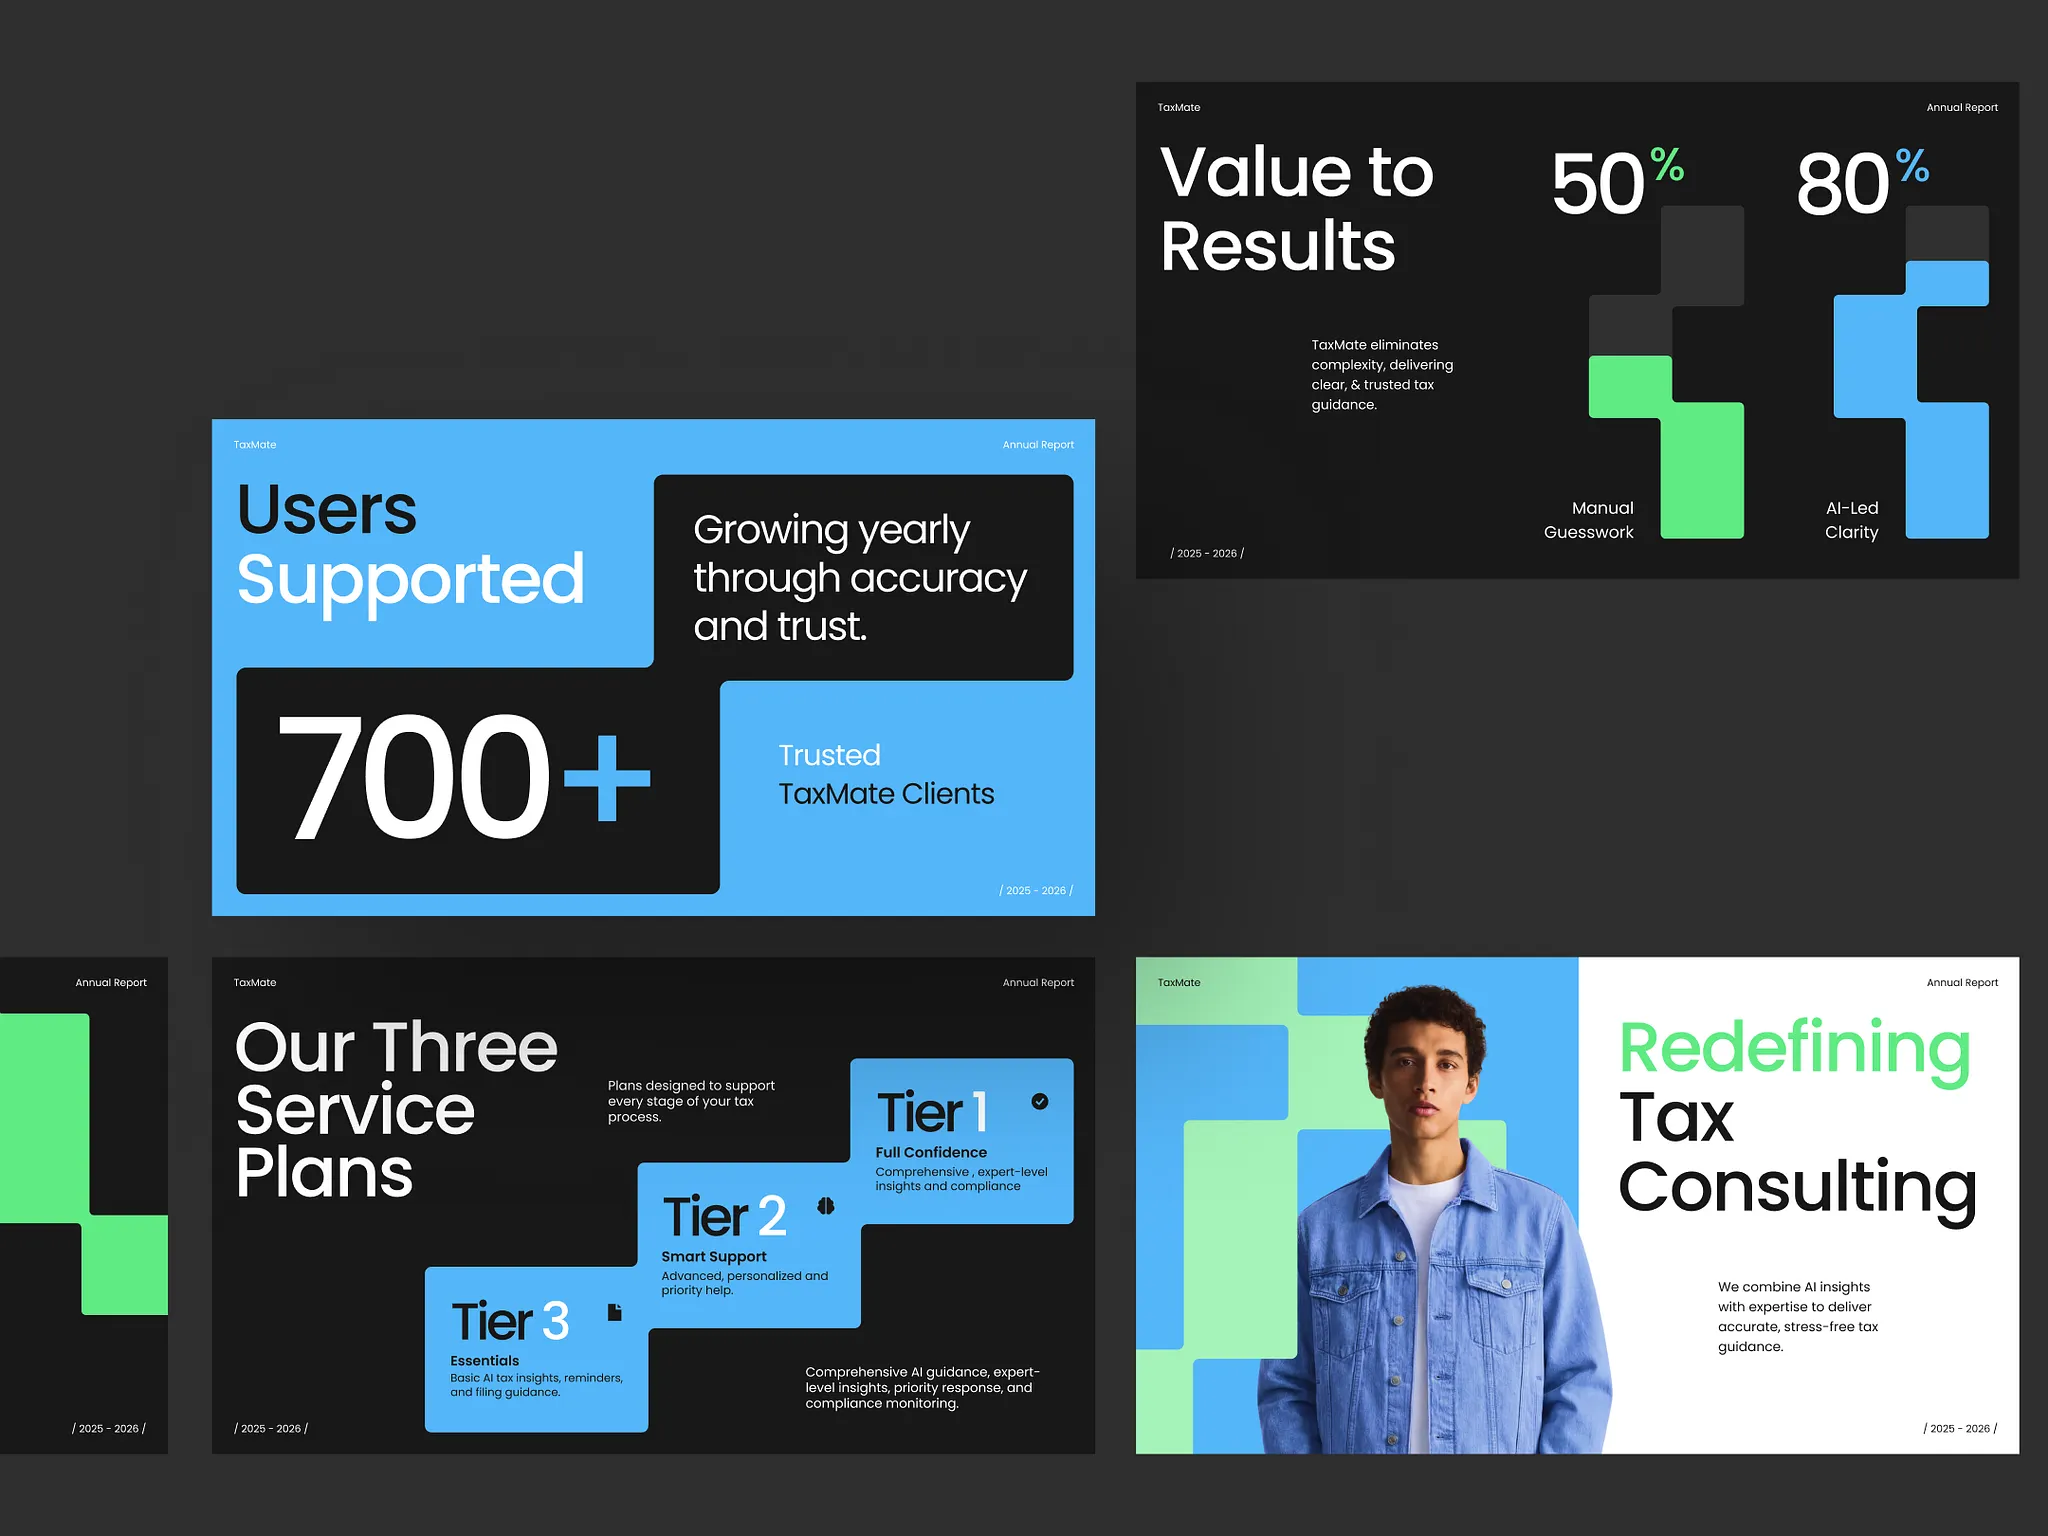 TaxMate
Annual Report
Value to
Results
50%
80%
TaxMate eliminates
complexity, delivering
clear, & trusted tax
guidance.
Manual
Guesswork
AI-Led
Clarity
/ 2025 - 2026 /
TaxMate
Annual Report
Users
Supported
Growing yearly
through accuracy
and trust.
700+
Trusted
TaxMate Clients
/ 2025 - 2026 /
Annual Report
/ 2025 - 2026 /
TaxMate
Annual Report
Our Three
Service
Plans
Plans designed to support
every stage of your tax
process.
Tier 1
Full Confidence
Comprehensive , expert-level
insights and compliance
Tier 2
Smart Support
Advanced, personalized and
priority help.
Tier 3
Essentials
Basic AI tax insights, reminders,
and filing guidance.
Comprehensive AI guidance, expert-
level insights, priority response, and
compliance monitoring.
/ 2025 - 2026 /
TaxMate
Annual Report
Redefining
Tax
Consulting
We combine AI insights
with expertise to deliver
accurate, stress-free tax
guidance.
/ 2025 - 2026 /